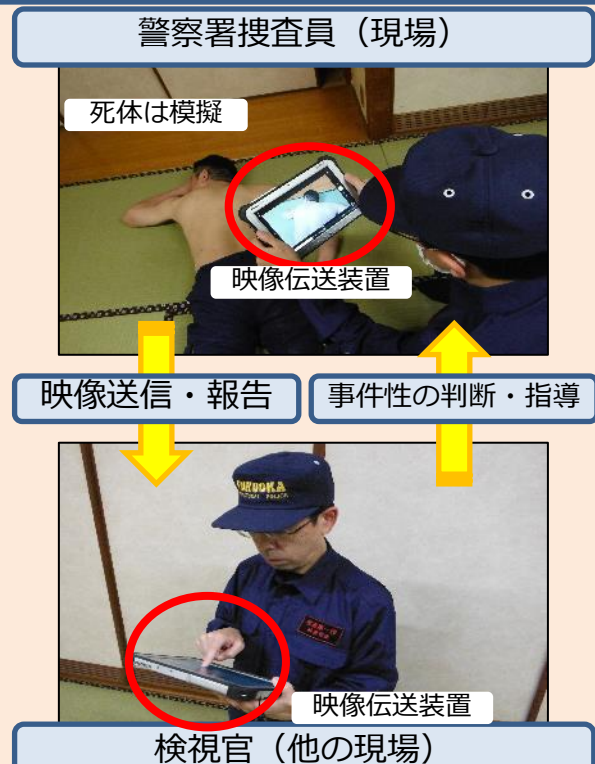 警察署捜査員（現場）
死体は模擬
映像伝送装置
映像送信・報告
事件性の判断・指導
FUKUOKA
映像伝送装置
検視官（他の現場）